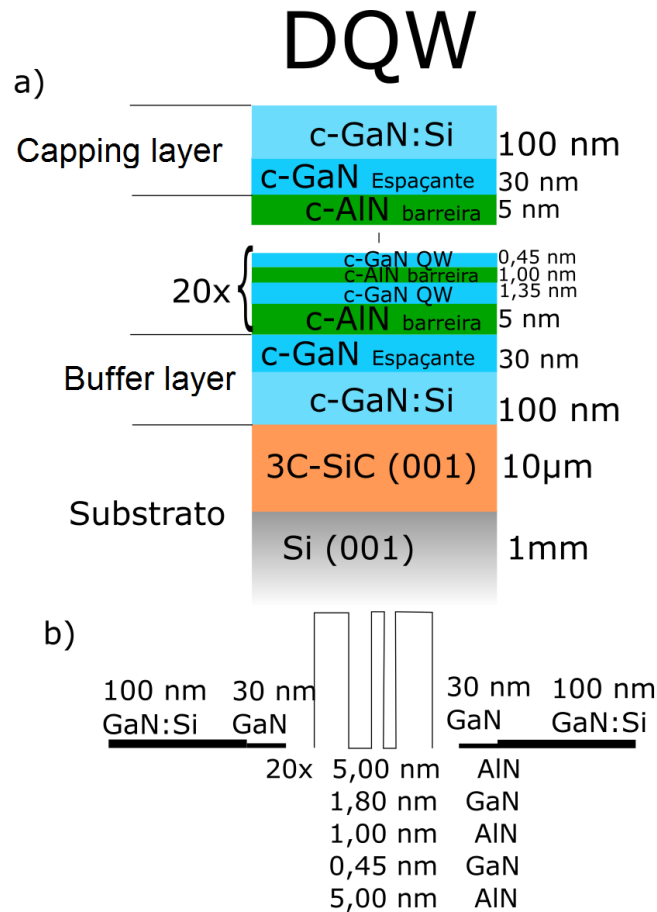 DQW
a)
c-GaN:Si 100 nm
Capping layer
c-GaN Espaçante 30 nm
c-AlN barreira 5 nm
c-GaN QW 0,45 nm
c-AlN barreira 1,00 nm
20x
c-GaN QW 1,35 nm
c-AlN barreira 5 nm
c-GaN Espaçante 30 nm
Buffer layer
c-GaN:Si 100 nm
3C-SiC (001) 10µm
Substrato
Si (001) 1mm
b)
100 nm 30 nm 30 nm 100 nm
GaN:Si GaN GaN GaN:Si
20x 5,00 nm AlN
1,80 nm GaN
1,00 nm AlN
0,45 nm GaN
5,00 nm AlN